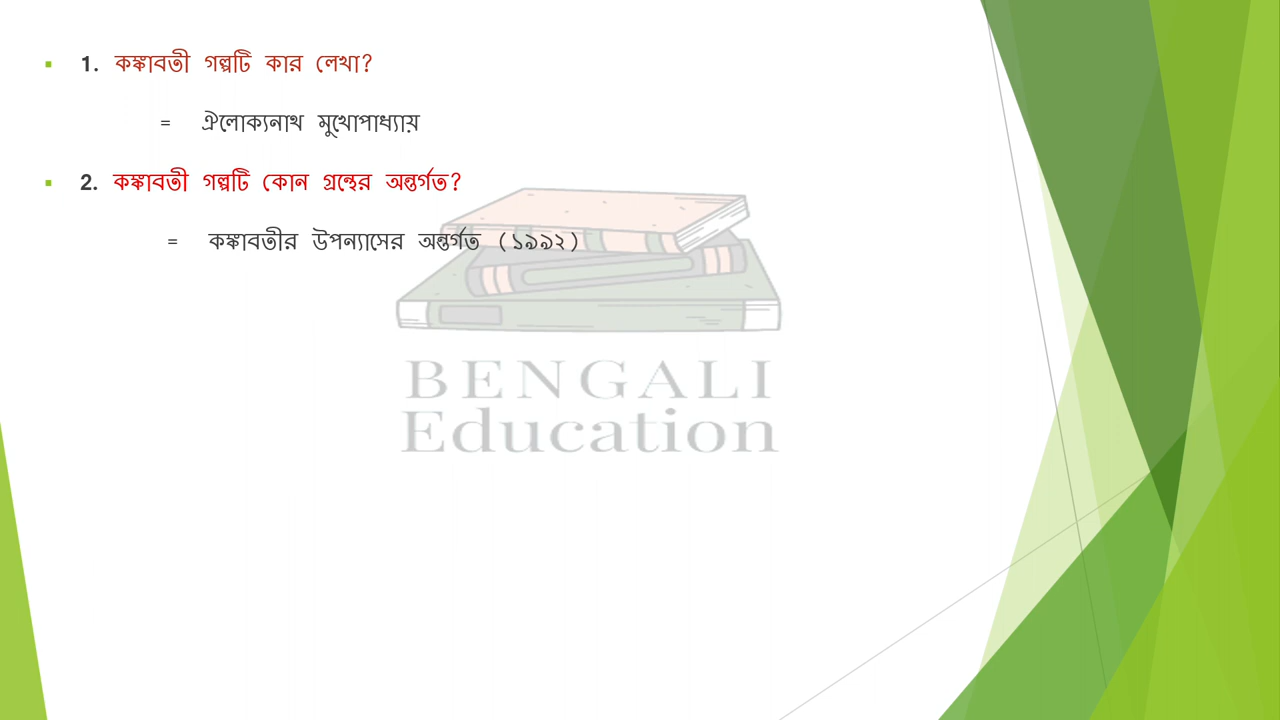 1. কঙ্কাবতী গল্পটি কার লেখা?
= ঐলোক্যনাথ মুখোপাধ্যায়
2. কঙ্কাবতী গল্পটি কোন গ্রন্থের অন্তর্গত?
= কঙ্কাবতীর উপন্যাসের অন্তর্গত (১৯৯২)
BENGALI
Education